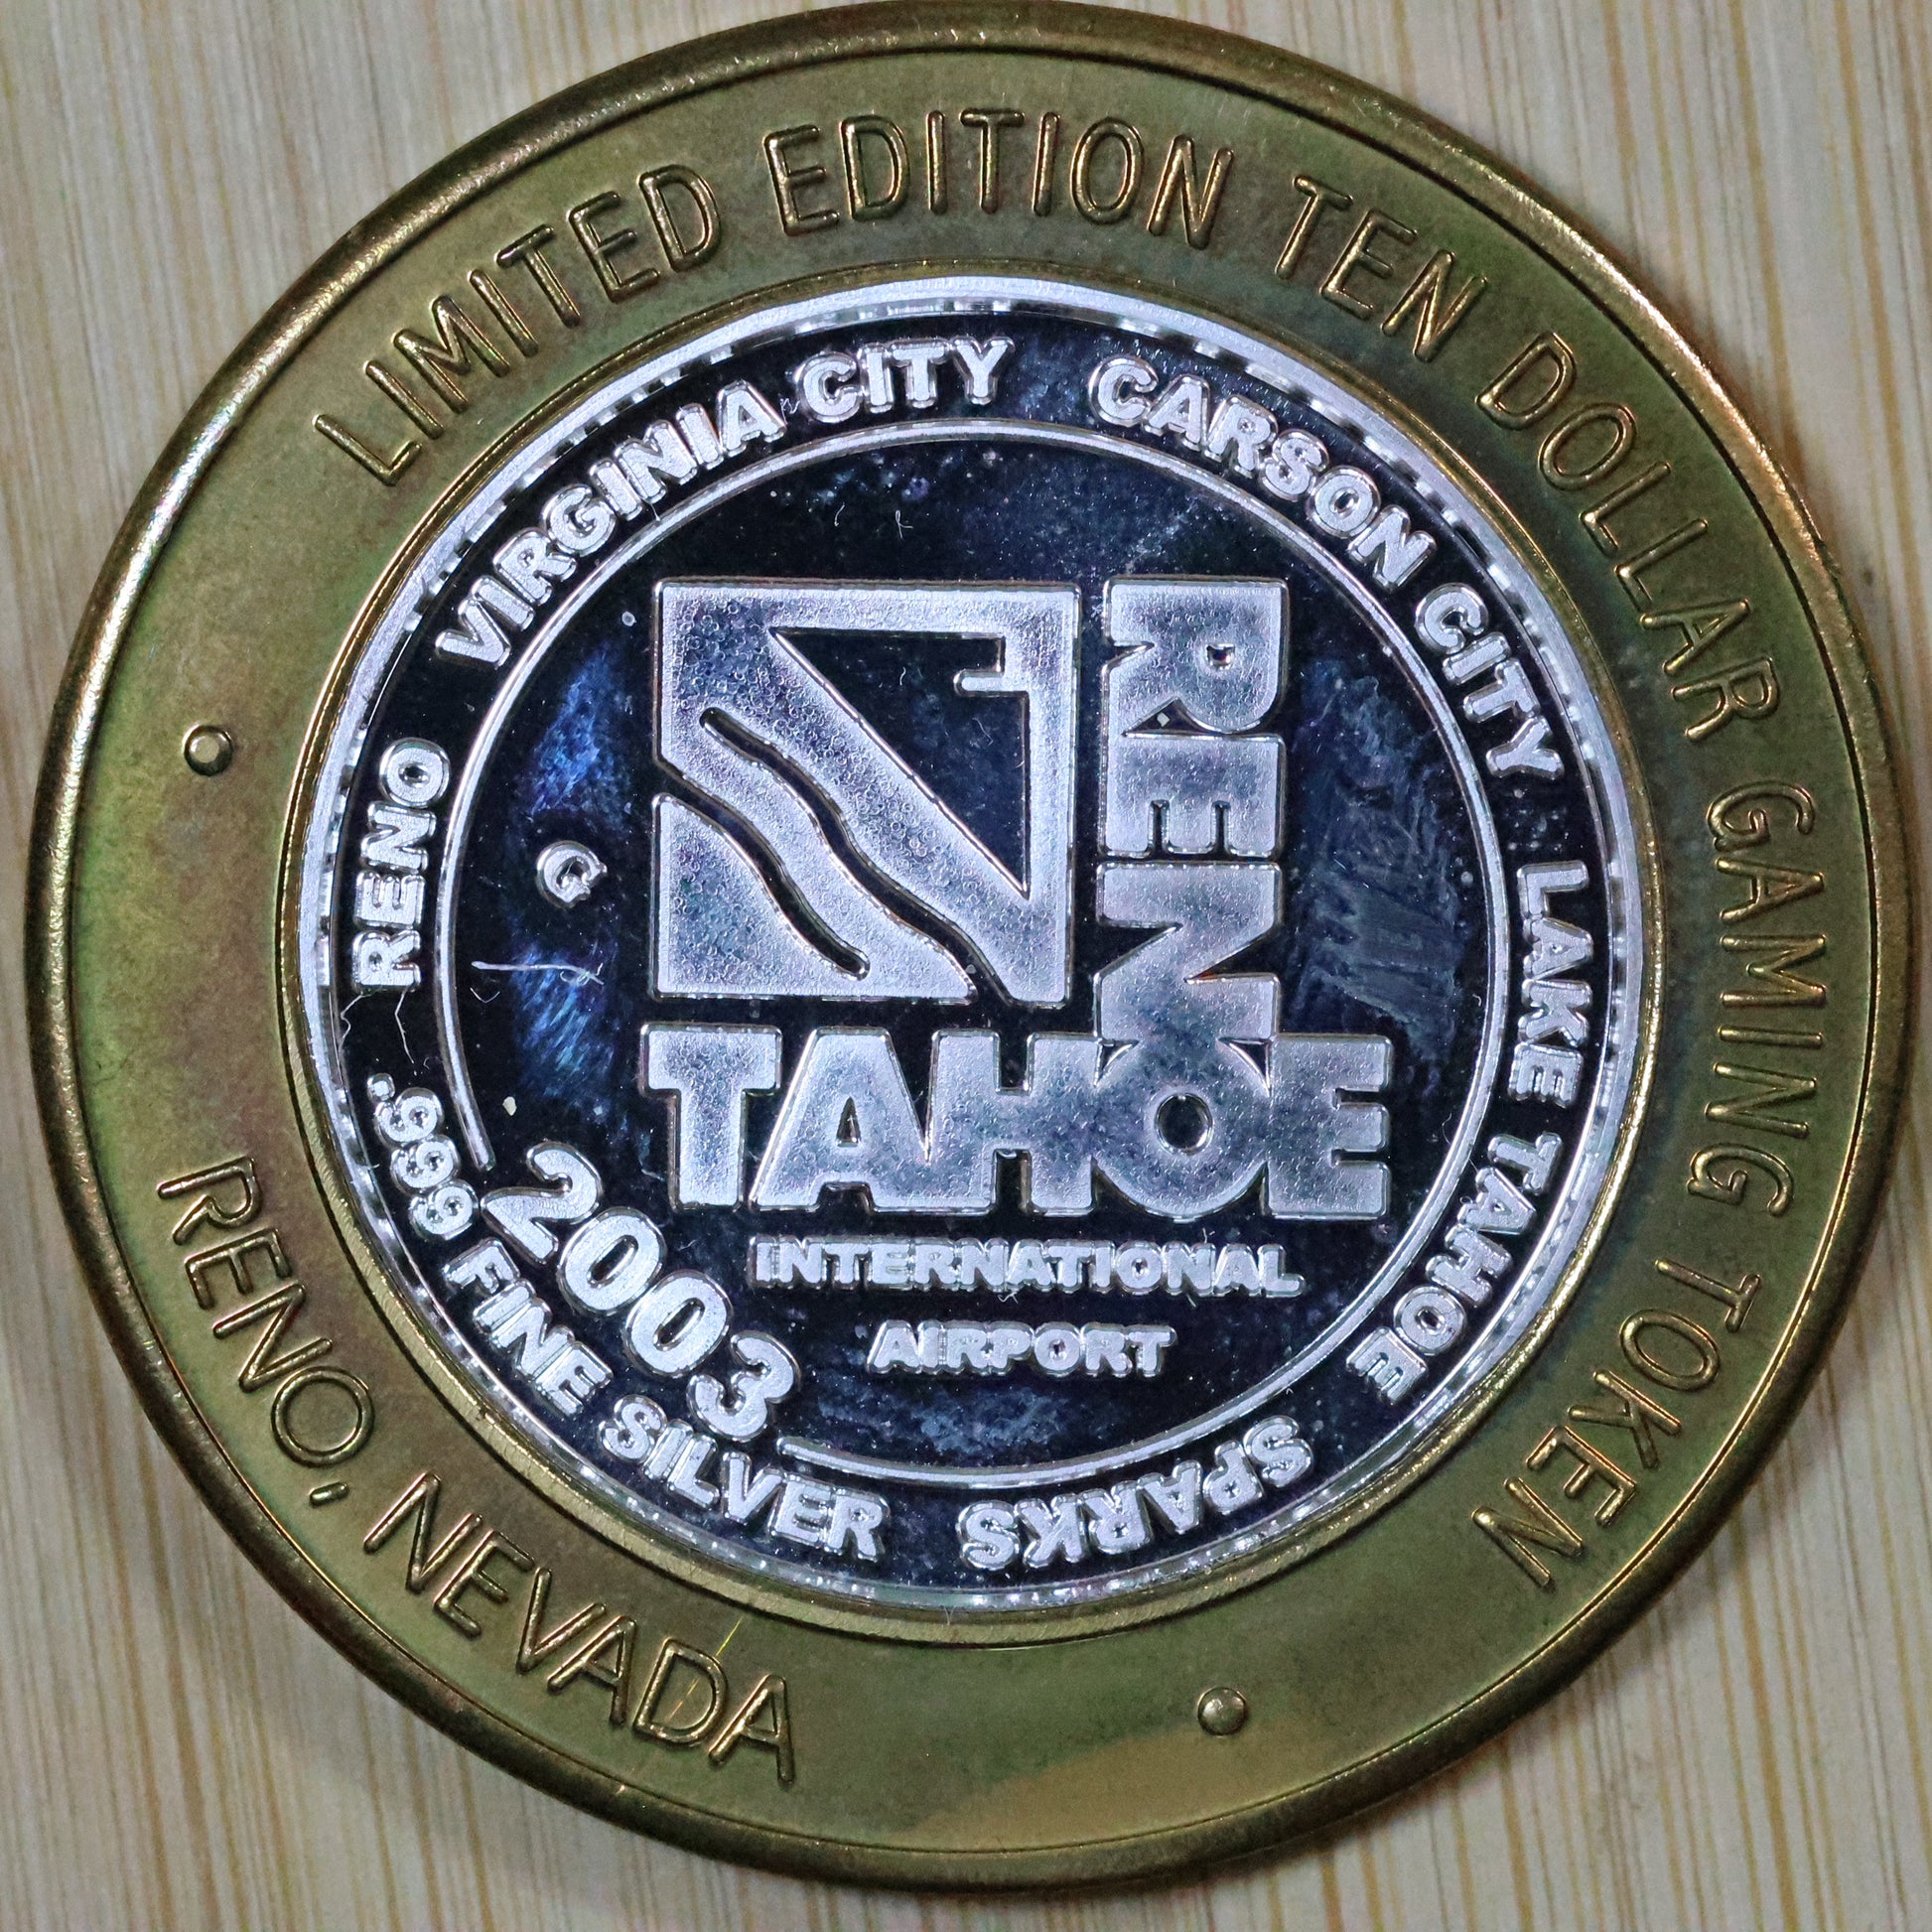 LIMITED EDITION TEN DOLLAR GAMING TOKEN
RENO, NEVADA
RENO
VIRGINIA CITY
CARSON CITY
LAKE TAHOE
SPARKS
.999 FINE SILVER
2003
G
RENO
TAHOE
INTERNATIONAL
AIRPORT